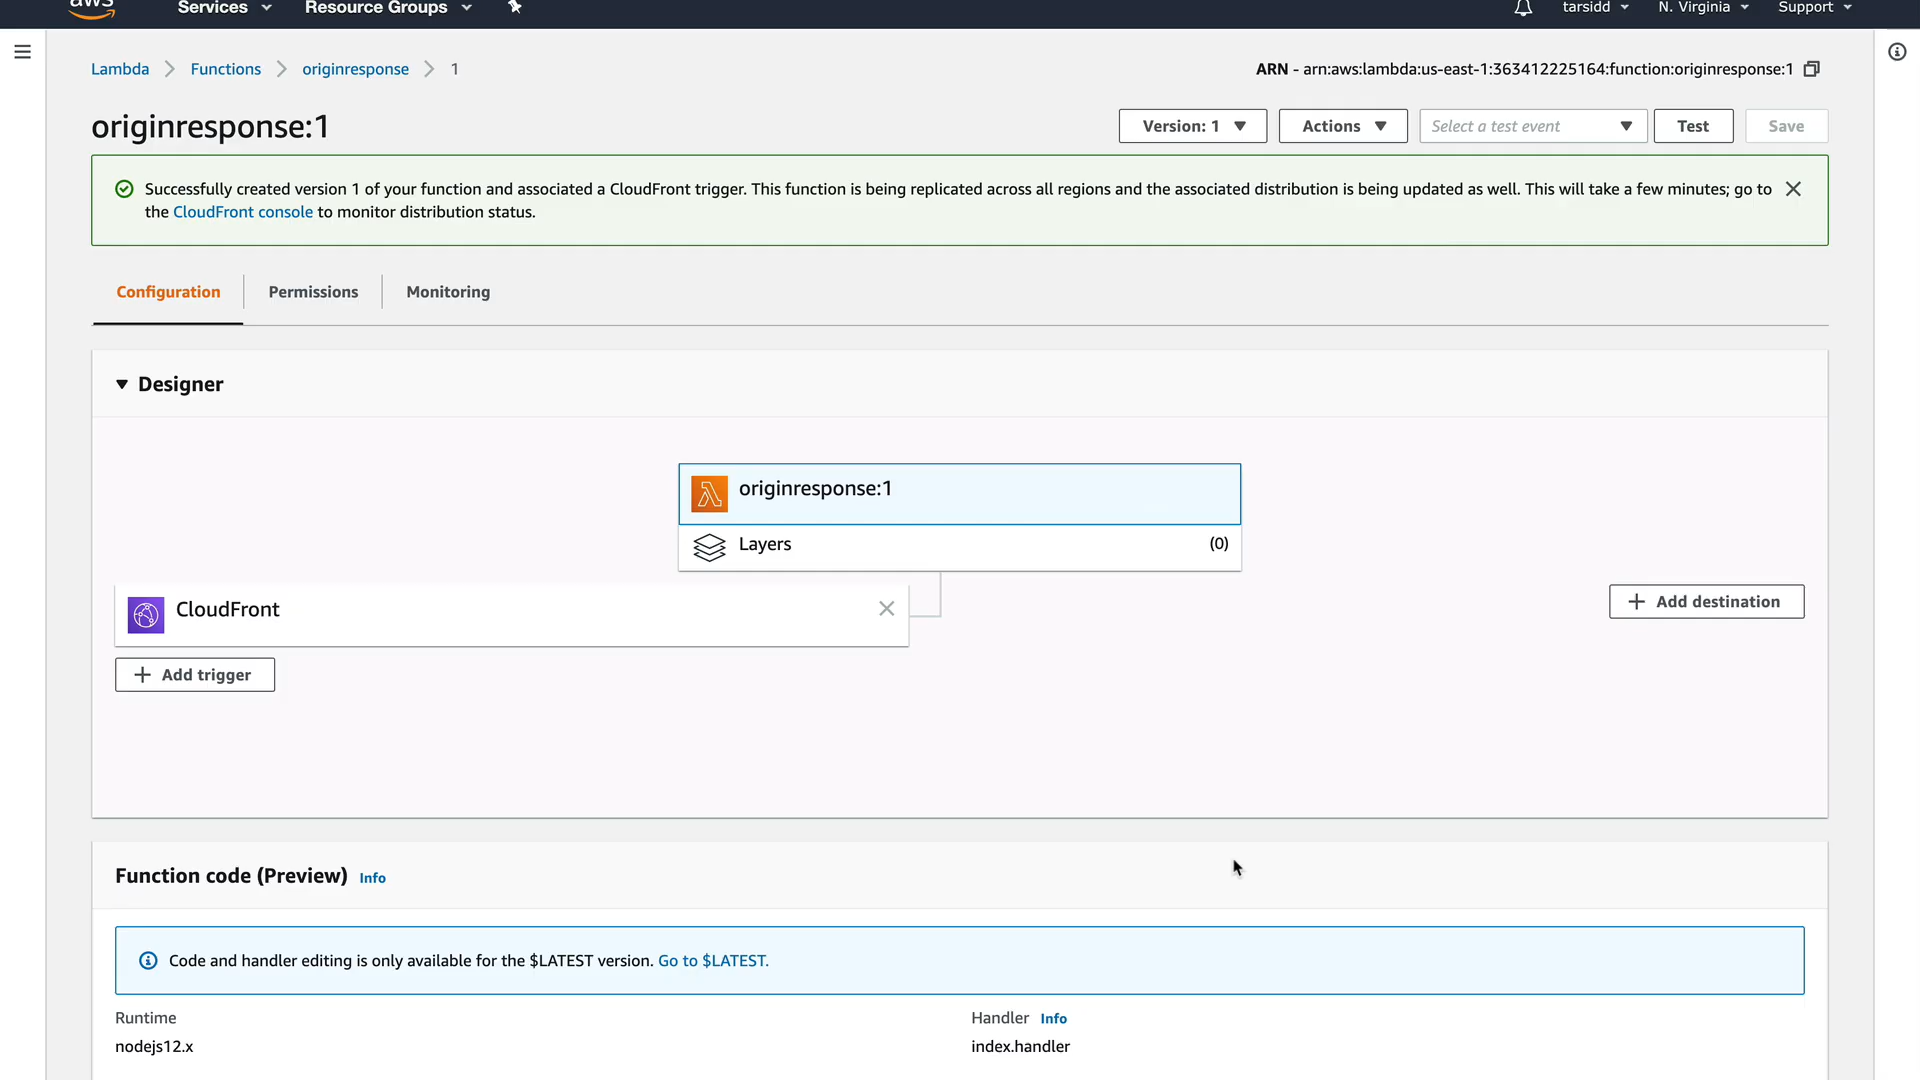 aws
Services
Resource Groups
tarsidd
N. Virginia
Support
Lambda
Functions
originresponse
1
ARN - arn:aws:lambda:us-east-1:363412225164:function:originresponse:1
originresponse:1
Version: 1
Actions
Select a test event
Test
Save
Successfully created version 1 of your function and associated a CloudFront trigger. This function is being replicated across all regions and the associated distribution is being updated as well. This will take a few minutes; go to
the CloudFront console to monitor distribution status.
Configuration
Permissions
Monitoring
Designer
originresponse:1
Layers
(0)
CloudFront
Add destination
Add trigger
Function code (Preview) Info
Code and handler editing is only available for the $LATEST version. Go to $LATEST.
Runtime
Handler Info
nodejs12.x
index.handler